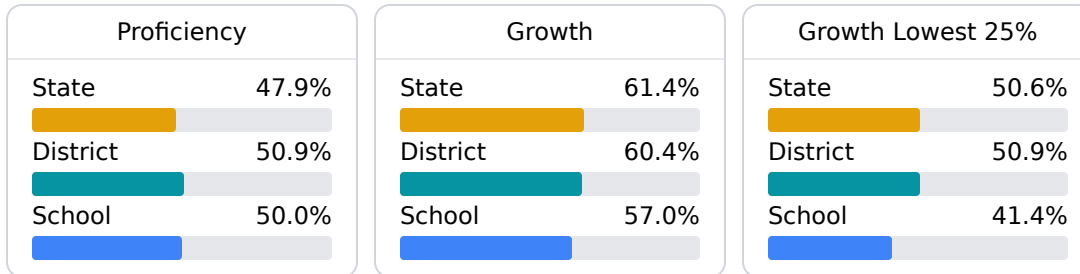 Proficiency
State 47.9%
District 50.9%
School 50.0%
Growth
State 61.4%
District 60.4%
School 57.0%
Growth Lowest 25%
State 50.6%
District 50.9%
School 41.4%